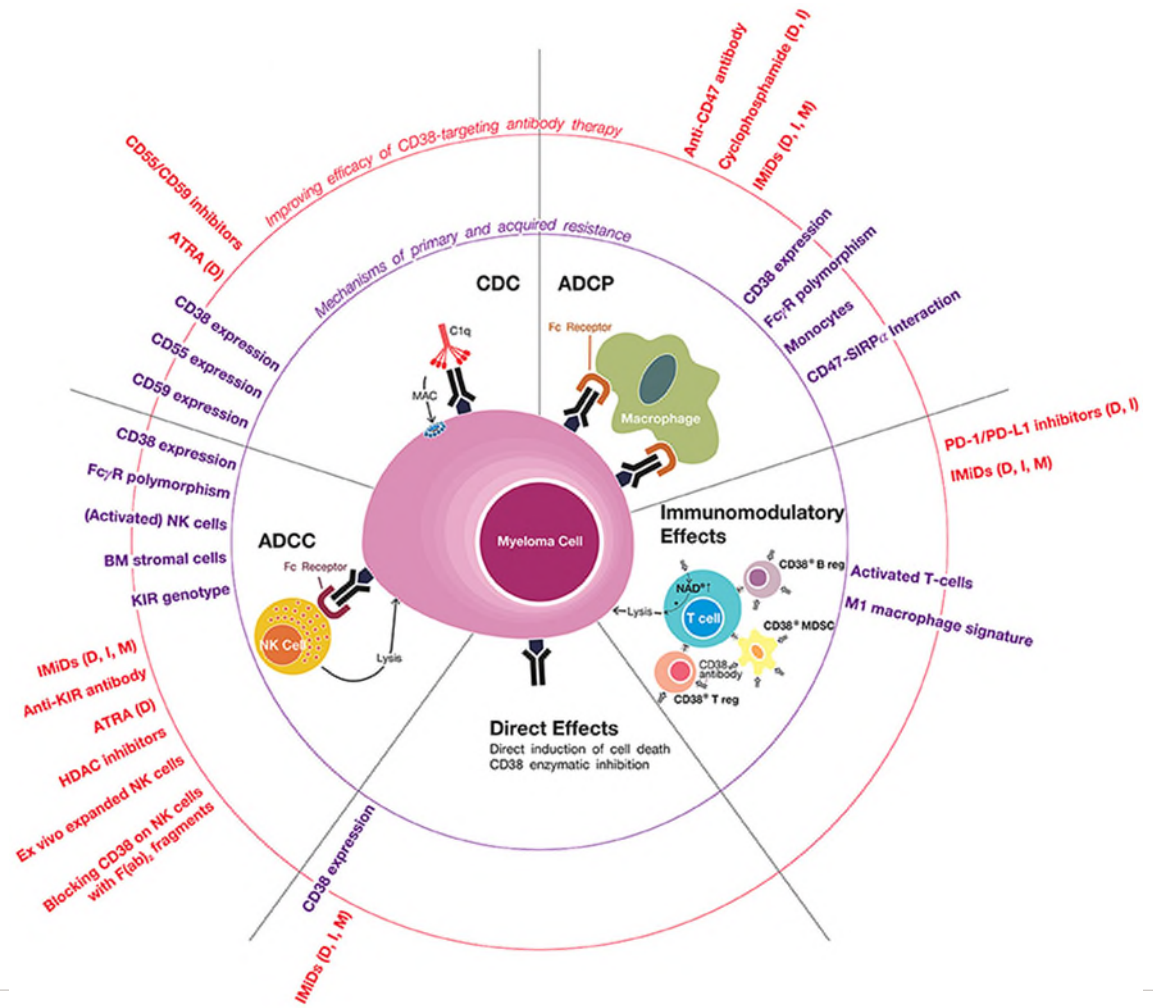 Improving efficacy of CD38-targeting antibody therapy
Mechanisms of primary and acquired resistance
Anti-CD47 antibody
Cyclophosphamide (D, I)
IMiDs (D, I, M)
CD38 expression
FcγR polymorphism
Monocytes
CD47-SIRPα Interaction
CD55/CD59 inhibitors
ATRA (D)
CD38 expression
CD55 expression
CD59 expression
CDC
C1q
MAC
ADCP
Fc Receptor
Macrophage
Myeloma Cell
PD-1/PD-L1 inhibitors (D, I)
IMiDs (D, I, M)
Immunomodulatory
Effects
CD38+ B reg
NAD+↑
T cell
Lysis
CD38+ MDSC
CD38
antibody
CD38+ T reg
Activated T-cells
M1 macrophage signature
CD38 expression
FcγR polymorphism
(Activated) NK cells
BM stromal cells
KIR genotype
ADCC
Fc Receptor
NK Cell
Lysis
IMiDs (D, I, M)
Anti-KIR antibody
ATRA (D)
HDAC inhibitors
Ex vivo expanded NK cells
Blocking CD38 on NK cells
with F(ab)₂ fragments
Direct Effects
Direct induction of cell death
CD38 enzymatic inhibition
CD38 expression
IMiDs (D, I, M)